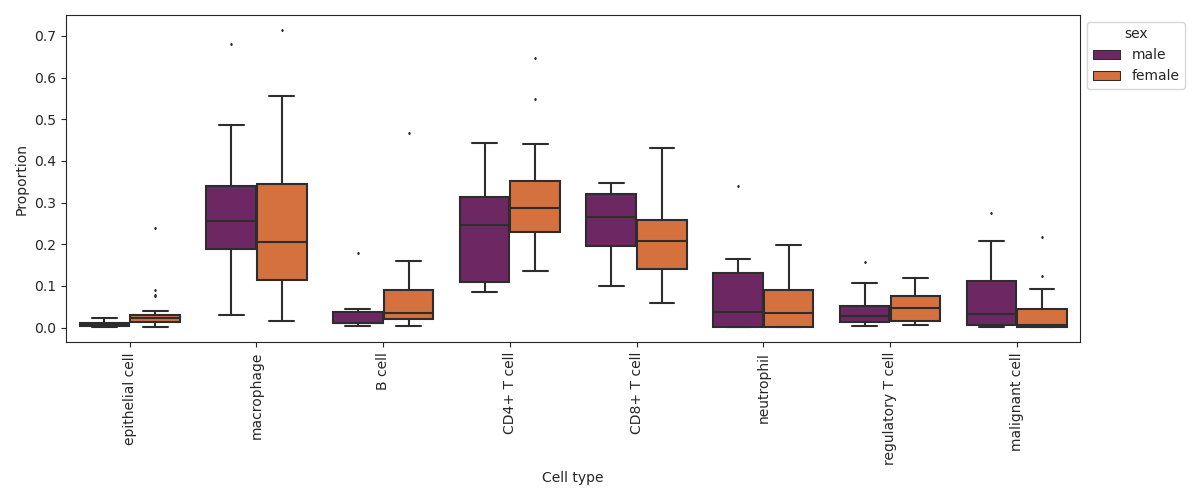 sex
male
female
Proportion
0.7
0.6
0.5
0.4
0.3
0.2
0.1
0.0
epithelial cell
macrophage
B cell
CD4+ T cell
CD8+ T cell
neutrophil
regulatory T cell
malignant cell
Cell type